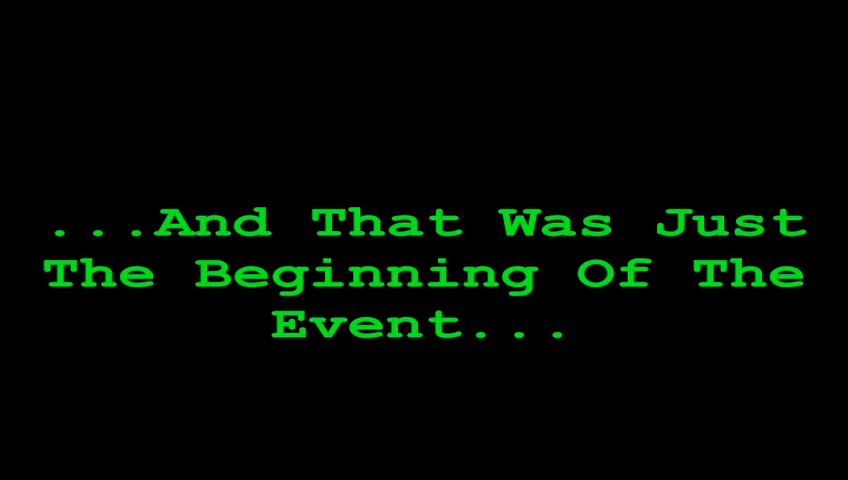 ...And That Was Just
The Beginning Of The
Event...